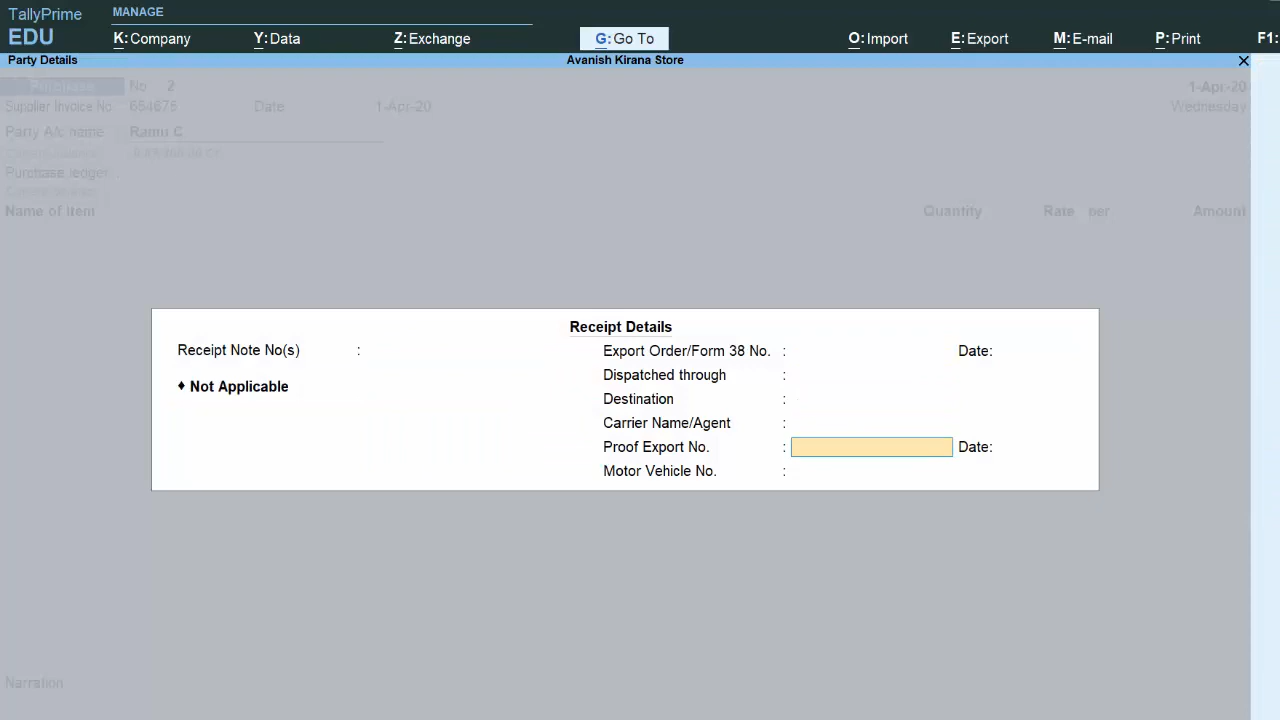 TallyPrime
MANAGE
EDU
K:Company
Y:Data
Z:Exchange
G:Go To
O:Import
E:Export
M:E-mail
P:Print
F1:
Party Details
Avanish Kirana Store
Purchase
No. 2
1-Apr-20
Supplier Invoice No.
Date
1-Apr-20
Wednesday
Party A/c name
Ramu C
Purchase ledger
Name of Item
Quantity
Rate per
Amount
Receipt Details
Receipt Note No(s) :
Export Order/Form 38 No. :
Date:
Dispatched through :
♦ Not Applicable
Destination :
Carrier Name/Agent :
Proof Export No. :
Date:
Motor Vehicle No. :
Narration